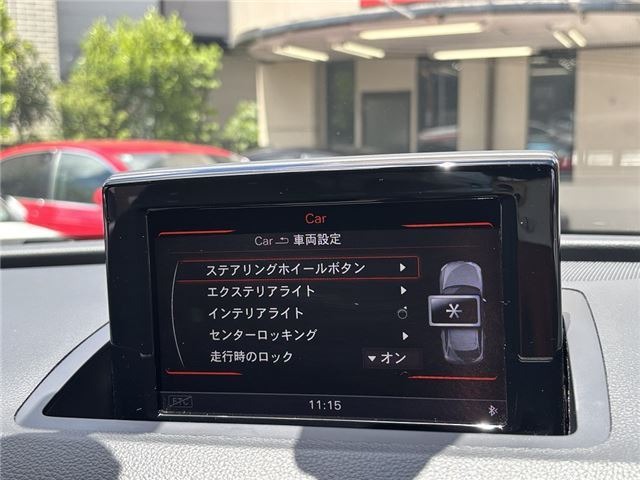 Car
Car 車両設定
ステアリングホイールボタン
エクステリアライト
インテリアライト
センターロッキング
走行時のロック ▼オン
ETC 11:15